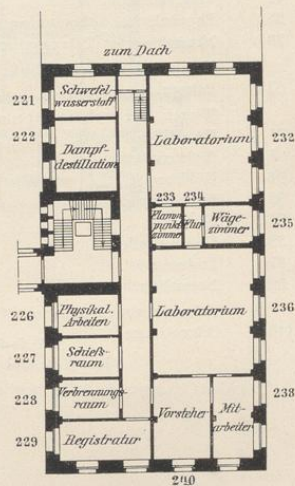 zum Dach
221
Schwefel-
wasserstoff
222
Dampf-
destillation
Laboratorium
232
233 234
Flamm-
punkt-
zimmer
Flur
Wäge-
zimmer
235
226
Physikal.
Arbeiten
Laboratorium
236
227
Schieß-
raum
228
Verbrennungs-
raum
Vorsteher
Mit-
arbeiter
238
229
Registratur
240